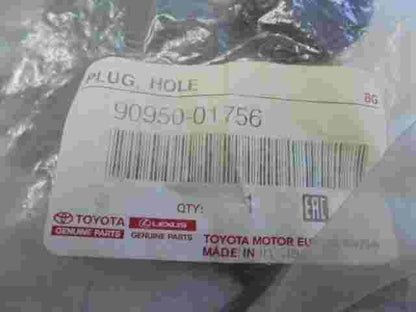 PLUG, HOLE
BG
90950-01756
QTY: 1
EAC
TOYOTA LEXUS
GENUINE PARTS GENUINE PARTS
TOYOTA MOTOR EU
MADE IN